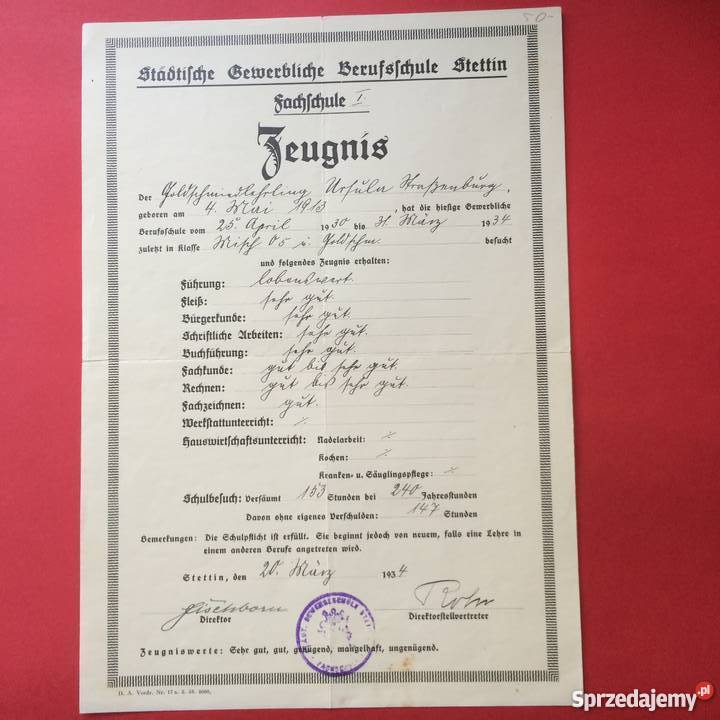 50-
Städtische Gewerbliche Berufsschule Stettin
Fachschule I.
Zeugnis
Der Goldschmiedlehrling Ursula Straßenburg,
geboren am 4. Mai 1913, hat die hiesige Gewerbliche
Berufsschule vom 25. April 1930 bis 31. März 1934
zuletzt in Klasse Misch O5 u. Goldschm. besucht
und folgendes Zeugnis erhalten:
Führung: lobenswert.
Fleiß: sehr gut.
Bürgerkunde: sehr gut.
Schriftliche Arbeiten: sehr gut.
Buchführung: sehr gut.
Fachkunde: gut bis sehr gut.
Rechnen: gut bis sehr gut.
Fachzeichnen: gut.
Werkstattunterricht: ⁒
Hauswirtschaftsunterricht: Nadelarbeit: ⁒
Kochen: ⁒
Kranken- u. Säuglingspflege: ⁒
Schulbesuch: Versäumt 153 Stunden bei 240 Jahresstunden
Davon ohne eigenes Verschulden: 147 Stunden
Bemerkungen: Die Schulpflicht ist erfüllt. Sie beginnt jedoch von neuem, falls eine Lehre in
einem anderen Berufe angetreten wird.
Stettin, den 20. März 1934
Direktor
Direktorstellvertreter
Zeugniswerte: Sehr gut, gut, genügend, mangelhaft, ungenügend.
Sprzedajemy.pl